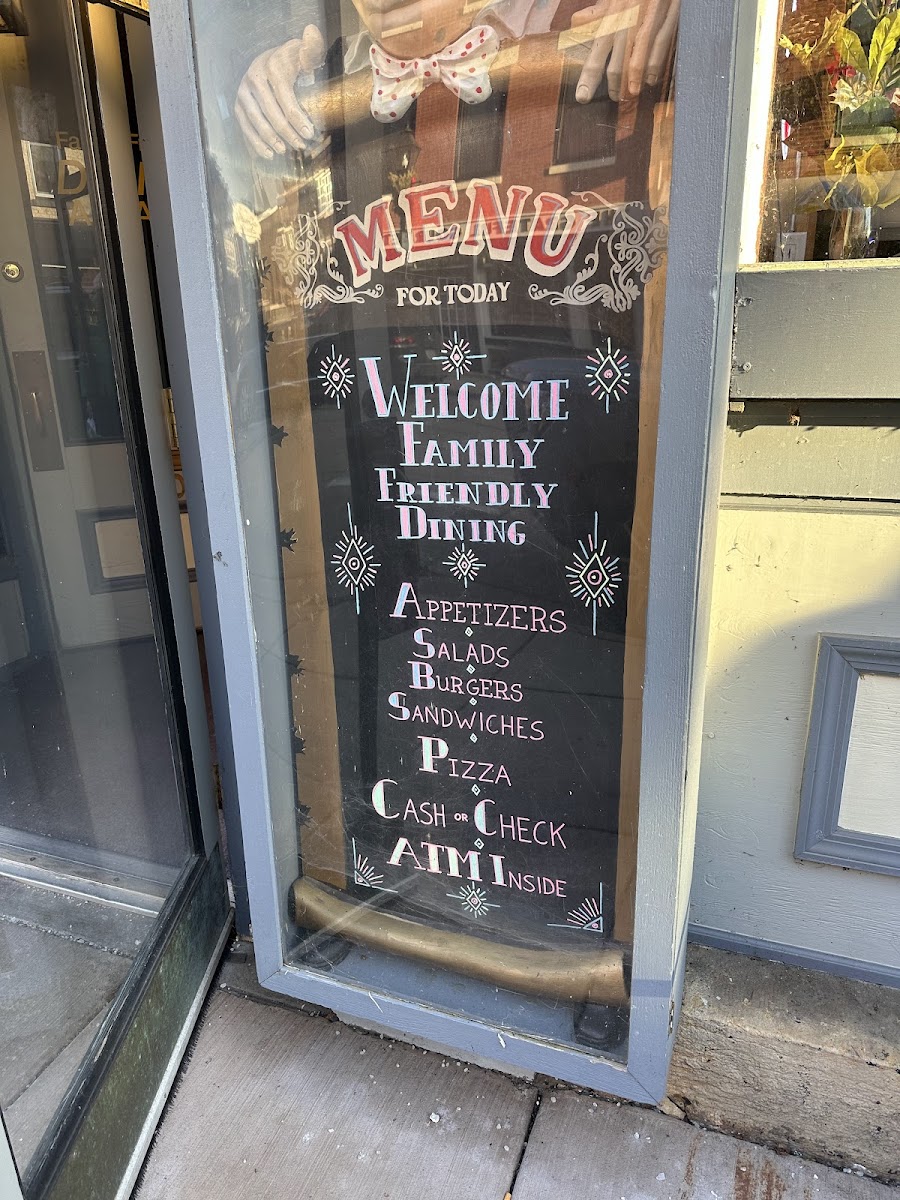 MENU
FOR TODAY
WELCOME
FAMILY
FRIENDLY
DINING
APPETIZERS
SALADS
BURGERS
SANDWICHES
PIZZA
CASH OR CHECK
ATM INSIDE